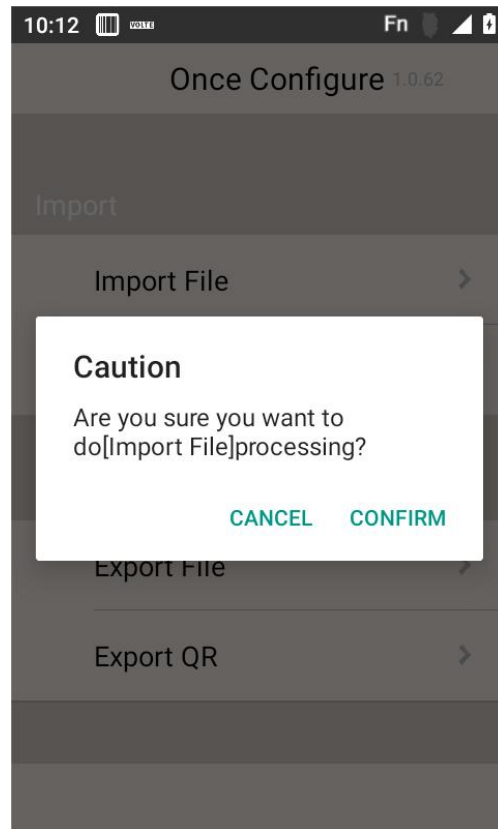 10:12 VOLTE Fn
Once Configure 1.0.62
Import
Import File
Caution
Are you sure you want to
do[Import File]processing?
CANCEL CONFIRM
Export File
Export QR